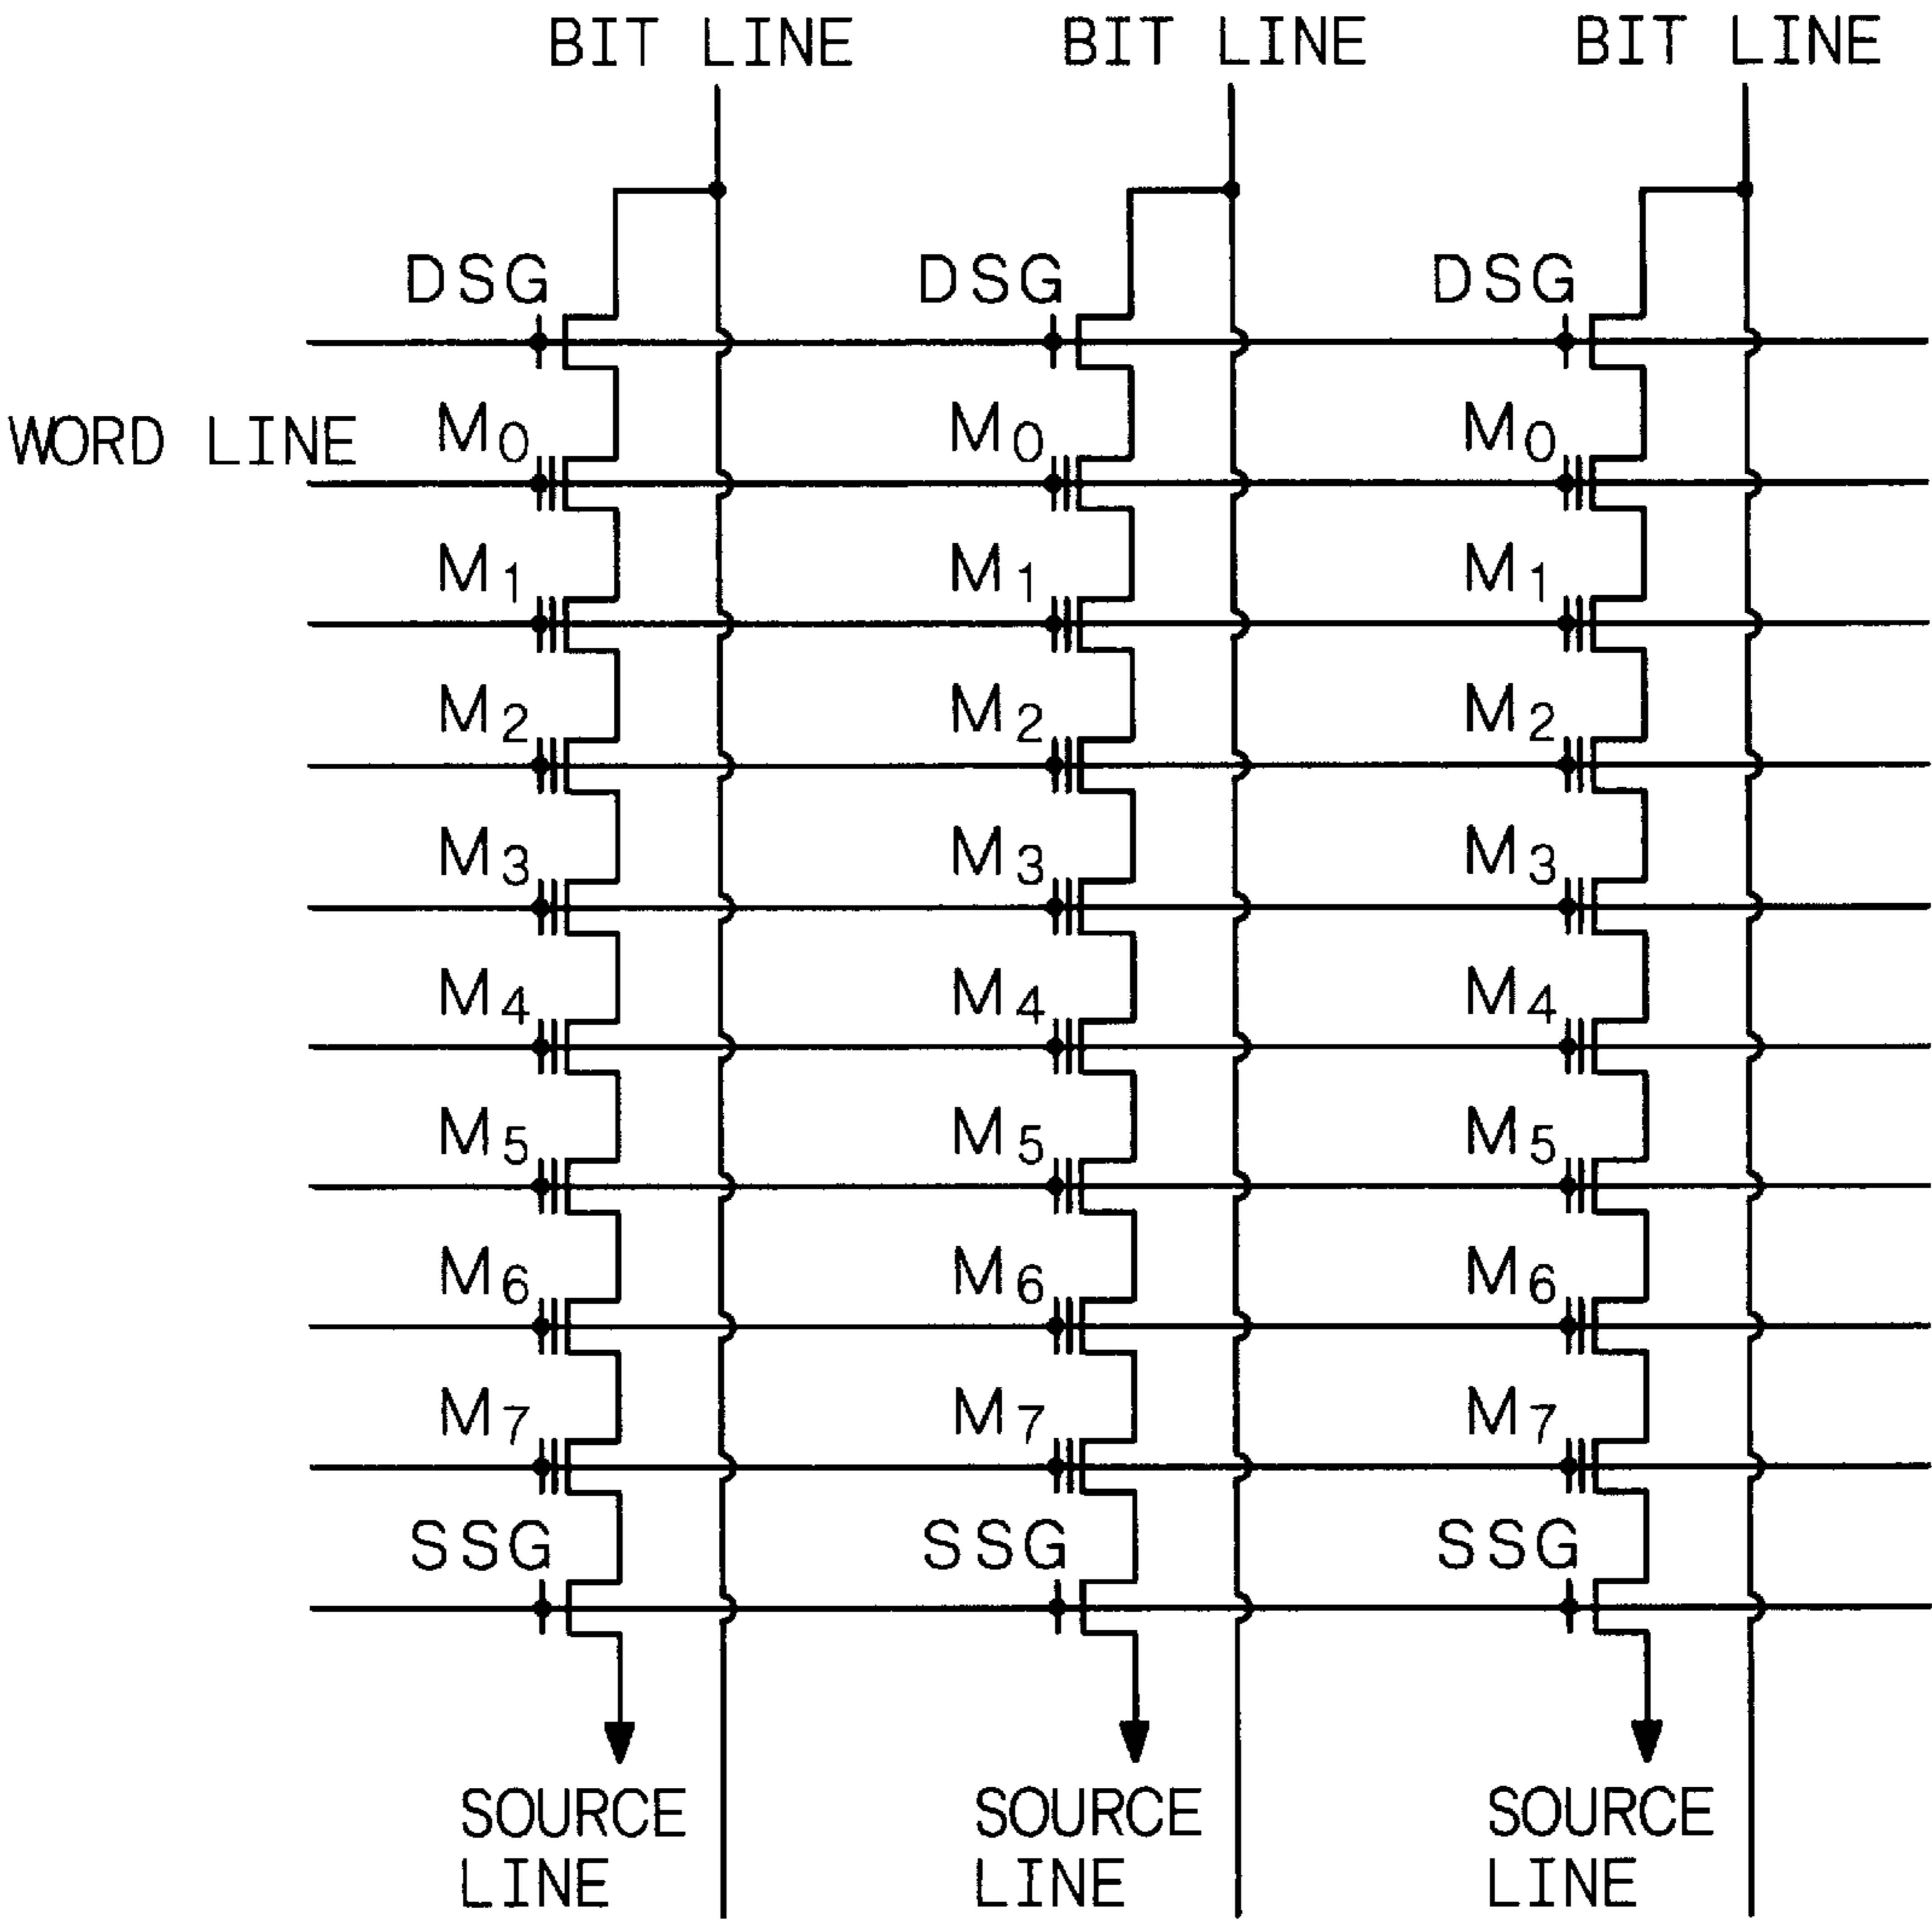 BIT LINE BIT LINE BIT LINE
DSG DSG DSG
WORD LINE M0 M0 M0
M1 M1 M1
M2 M2 M2
M3 M3 M3
M4 M4 M4
M5 M5 M5
M6 M6 M6
M7 M7 M7
SSG SSG SSG
SOURCE SOURCE SOURCE
LINE LINE LINE